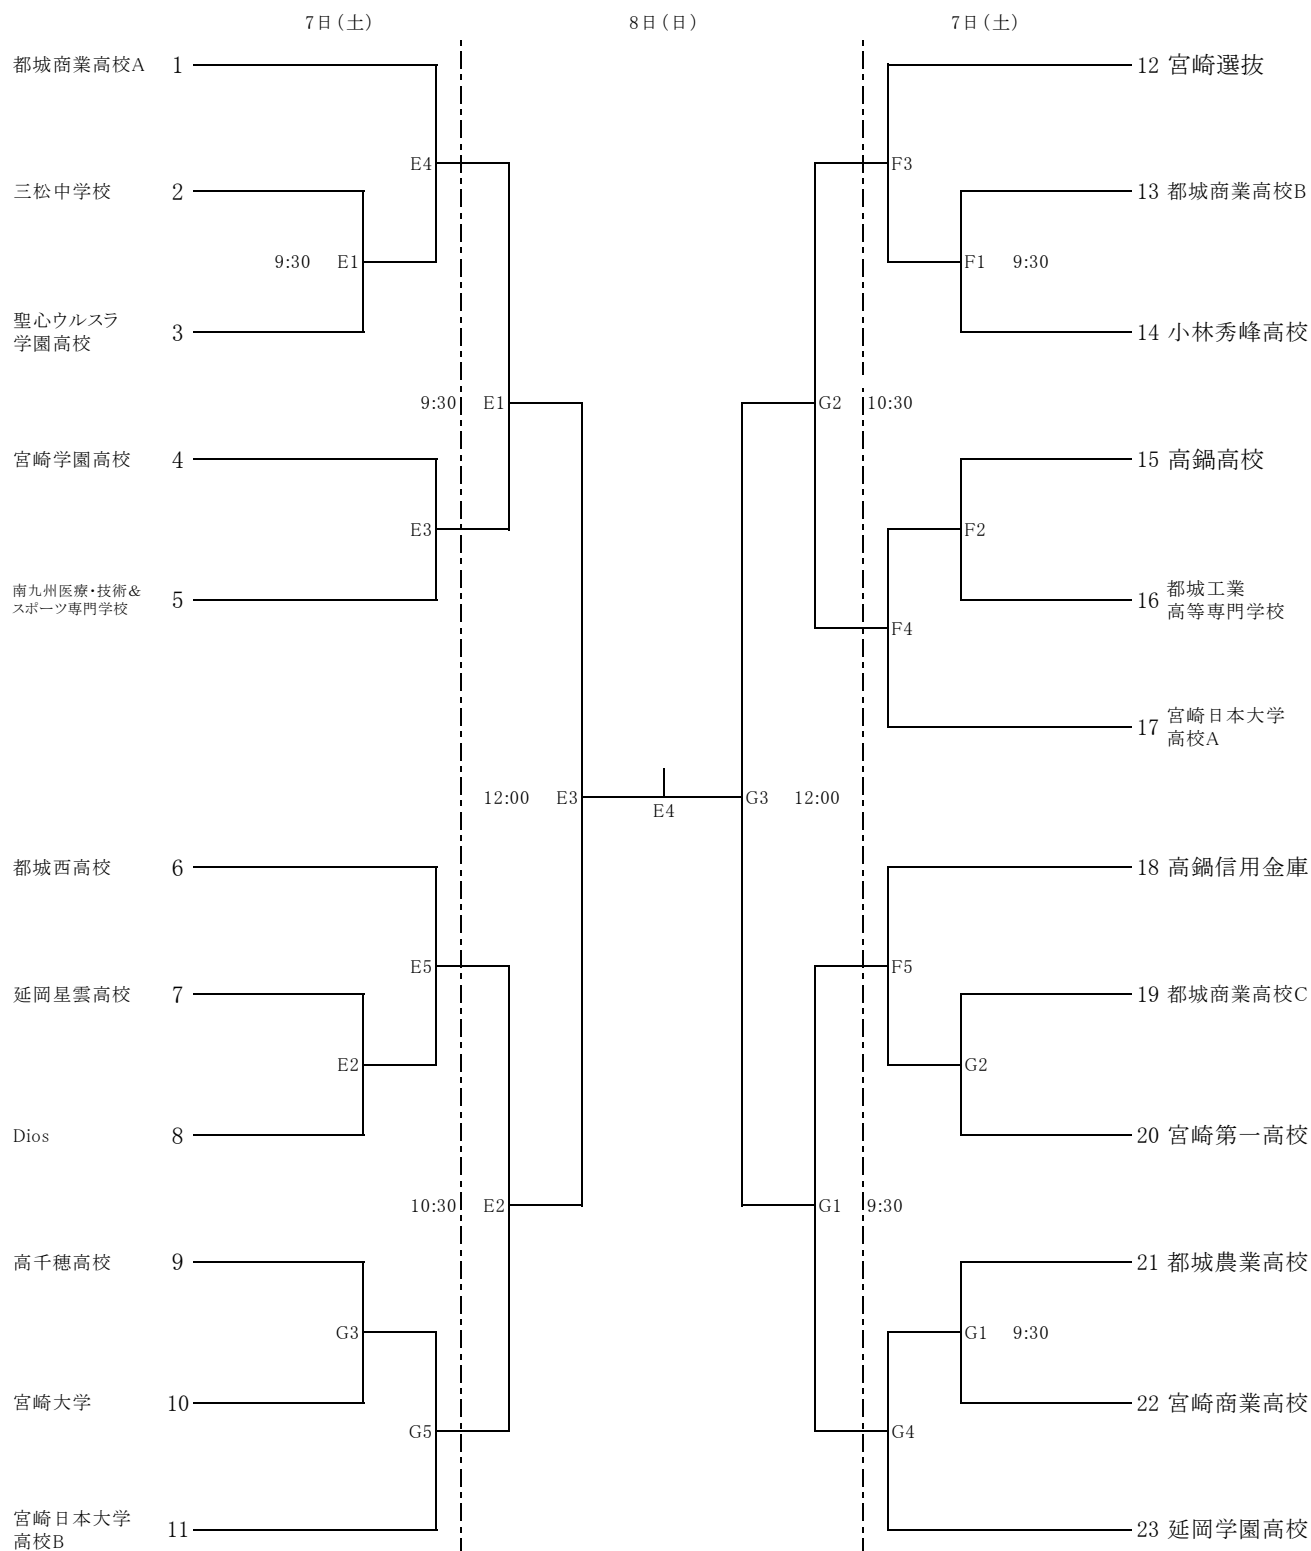 7日(土)
8日(日)
7日(土)
都城商業高校A 1
E4
三松中学校 2
9:30 E1
聖心ウルスラ
学園高校
3
9:30 E1
宮崎学園高校 4
E3
南九州医療・技術&
スポーツ専門学校
5
12:00 E3
E4
都城西高校 6
E5
延岡星雲高校 7
E2
Dios 8
10:30 E2
高千穂高校 9
G3
宮崎大学 10
G5
宮崎日本大学
高校B
11
12 宮崎選抜
F3
13 都城商業高校B
F1 9:30
14 小林秀峰高校
G2 10:30
15 高鍋高校
F2
16
都城工業
高等専門学校
F4
17
宮崎日本大学
高校A
G3 12:00
18 高鍋信用金庫
F5
19 都城商業高校C
G2
20 宮崎第一高校
G1 9:30
21 都城農業高校
G1 9:30
22 宮崎商業高校
G4
23 延岡学園高校